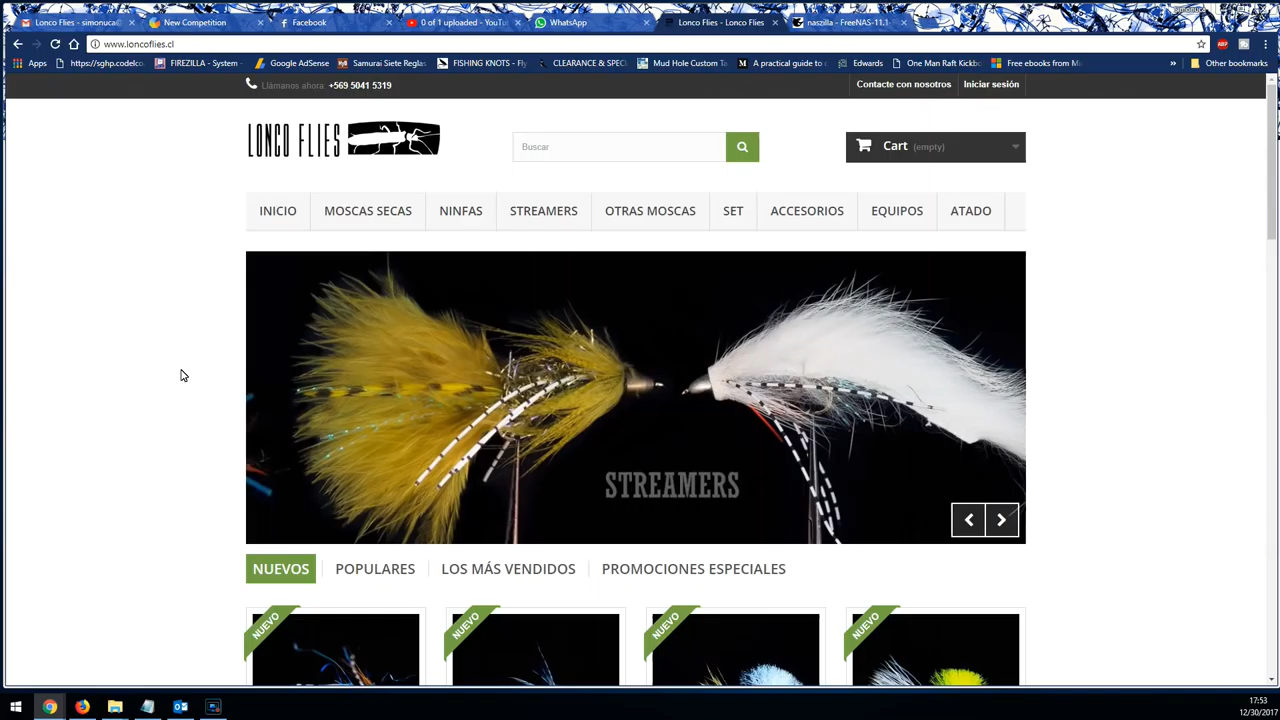 Lonco Flies - simonuca@
New Competition
Facebook
0 of 1 uploaded - YouTu
WhatsApp
Lonco Flies - Lonco Flies
naszilla - FreeNAS-11.1-
www.loncoflies.cl
Apps
https://sghp.codelco
FIREZILLA - System -
Google AdSense
Samurai Siete Reglas
FISHING KNOTS - Fly
CLEARANCE & SPECI
Mud Hole Custom Ta
A practical guide to
Edwards
One Man Raft Kickbo
Free ebooks from Mi
»
Other bookmarks
Llámanos ahora: +569 5041 5319
Contacte con nosotros
Iniciar sesión
LONCO FLIES
Buscar
Cart (empty)
INICIO
MOSCAS SECAS
NINFAS
STREAMERS
OTRAS MOSCAS
SET
ACCESORIOS
EQUIPOS
ATADO
STREAMERS
NUEVOS
POPULARES
LOS MÁS VENDIDOS
PROMOCIONES ESPECIALES
NUEVO
NUEVO
NUEVO
NUEVO
17:53
12/30/2017